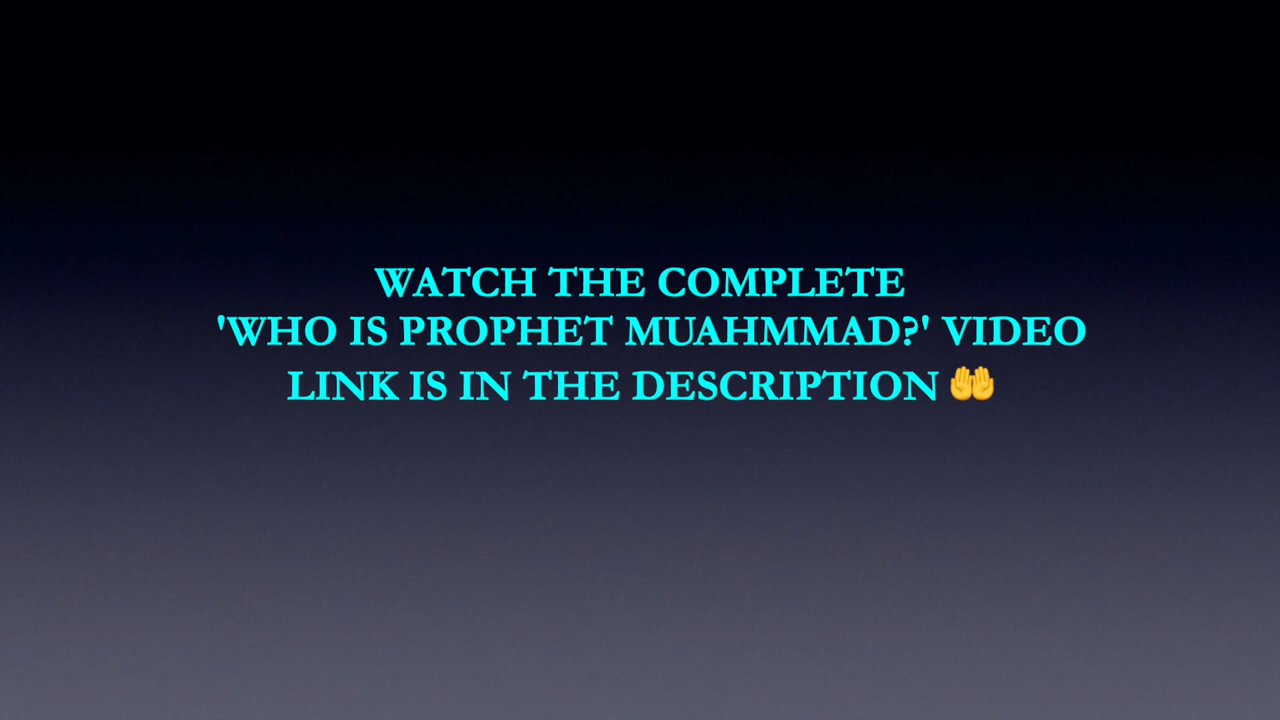 WATCH THE COMPLETE
'WHO IS PROPHET MUAHMMAD?' VIDEO
LINK IS IN THE DESCRIPTION 🤲